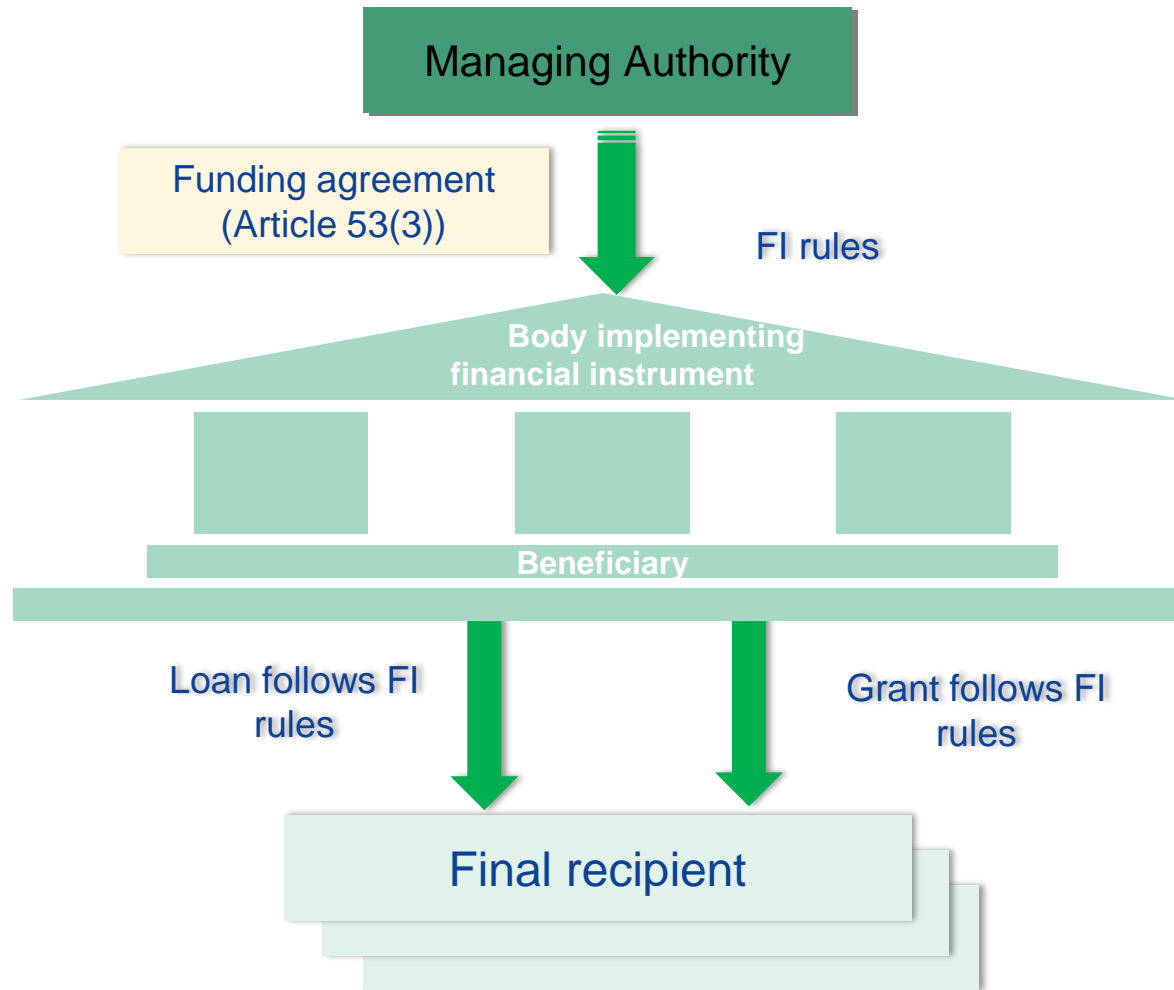 Managing Authority
Funding agreement
(Article 53(3))
FI rules
Body implementing
financial instrument
Beneficiary
Loan follows FI
rules
Grant follows FI
rules
Final recipient